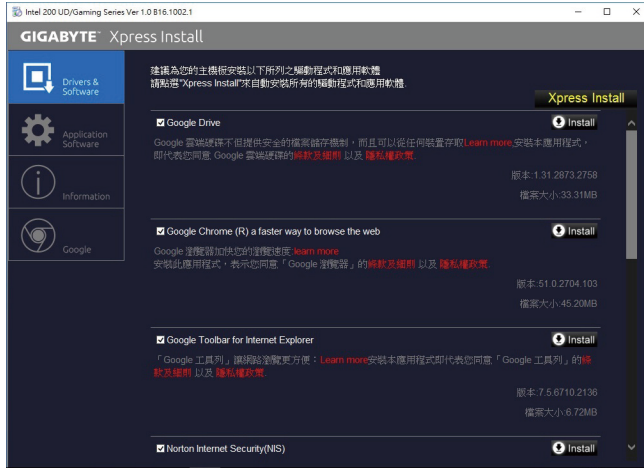 Intel 200 UD/Gaming Series Ver 1.0 B16.1002.1
GIGABYTE™ Xpress Install
Drivers &
Software
Application
Software
Information
Google
建議為您的主機板安裝以下所列之驅動程式和應用軟體
請點選"Xpress Install"來自動安裝所有的驅動程式和應用軟體.
Xpress Install
Google Drive
Install
Google 雲端硬碟不但提供安全的檔案儲存機制，而且可以從任何裝置存取Learn more,安裝本應用程式，
即代表您同意 Google 雲端硬碟的條款及細則 以及 隱私權政策.
版本:1.31.2873.2758
檔案大小:33.31MB
Google Chrome (R) a faster way to browse the web
Install
Google 瀏覽器加快您的瀏覽速度:learn more
安裝此應用程式，表示您同意「Google 瀏覽器」的條款及細則 以及 隱私權政策.
版本:51.0.2704.103
檔案大小:45.20MB
Google Toolbar for Internet Explorer
Install
「Google 工具列」讓網路瀏覽更方便：Learn more安裝本應用程式即代表您同意「Google 工具列」的條
款及細則 以及 隱私權政策.
版本:7.5.6710.2136
檔案大小:6.72MB
Norton Internet Security(NIS)
Install